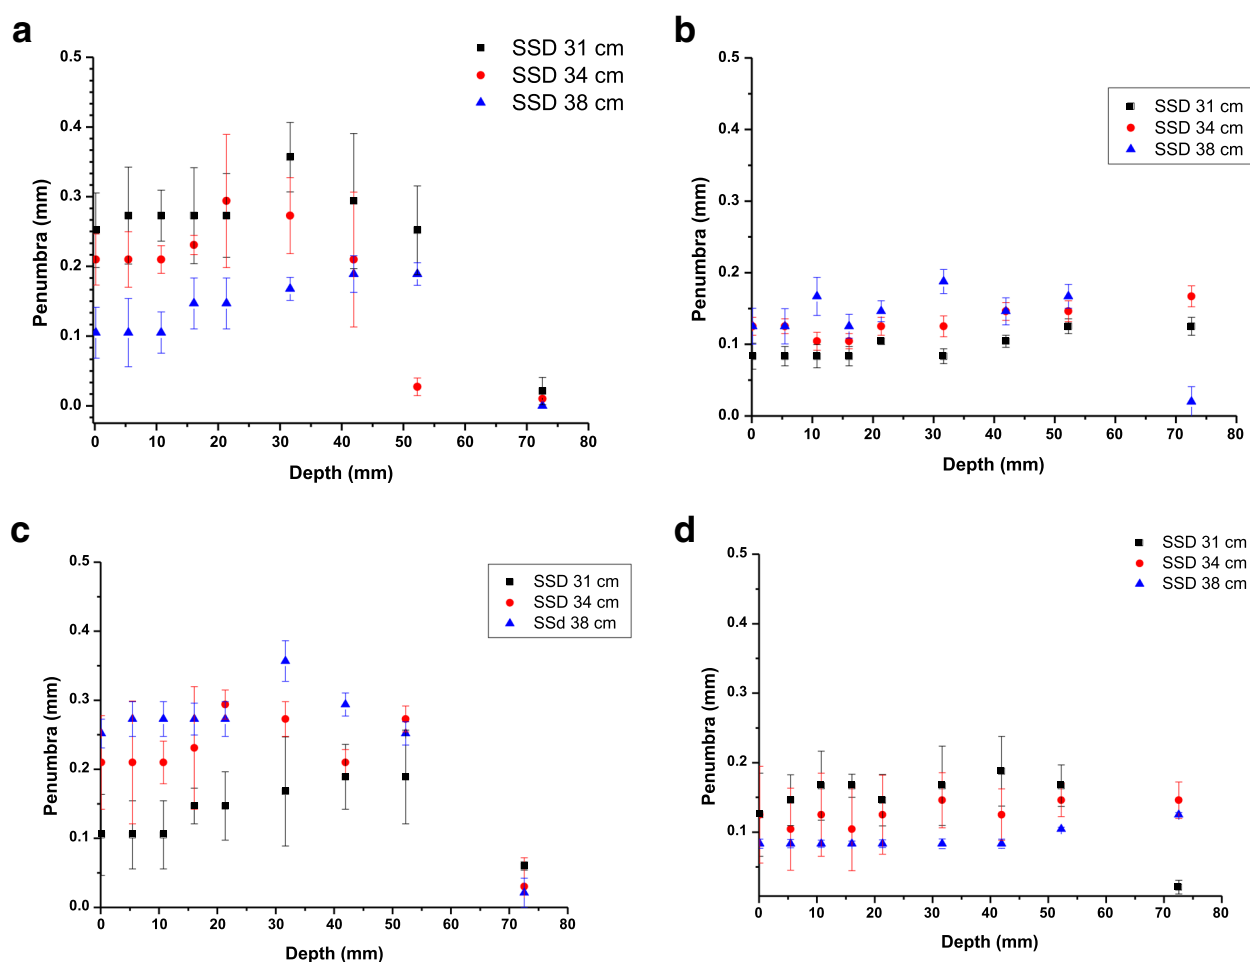 a
SSD 31 cm
SSD 34 cm
SSD 38 cm
0.5
0.4
0.3
0.2
0.1
0.0
Penumbra (mm)
0 10 20 30 40 50 60 70 80
Depth (mm)
b
SSD 31 cm
SSD 34 cm
SSD 38 cm
0.5
0.4
0.3
0.2
0.1
0.0
Penumbra (mm)
0 10 20 30 40 50 60 70 80
Depth (mm)
c
SSD 31 cm
SSD 34 cm
SSd 38 cm
0.5
0.4
0.3
0.2
0.1
0.0
Penumbra (mm)
0 10 20 30 40 50 60 70 80
Depth (mm)
d
SSD 31 cm
SSD 34 cm
SSD 38 cm
0.5
0.4
0.3
0.2
0.1
Penumbra (mm)
0 10 20 30 40 50 60 70 80
Depth (mm)